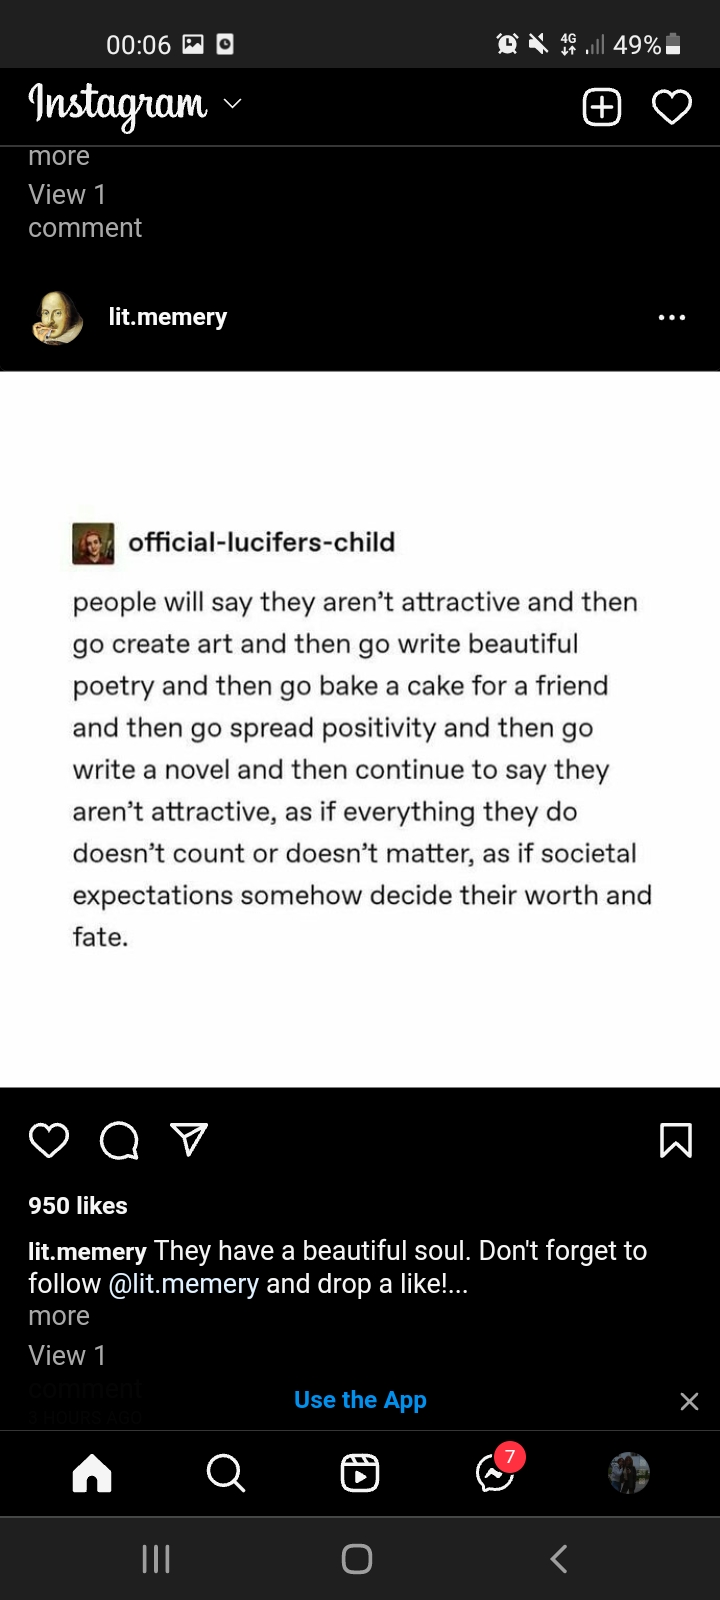 00:06 4G 49%
Instagram
more
View 1
comment
lit.memery
official-lucifers-child
people will say they aren’t attractive and then
go create art and then go write beautiful
poetry and then go bake a cake for a friend
and then go spread positivity and then go
write a novel and then continue to say they
aren’t attractive, as if everything they do
doesn’t count or doesn’t matter, as if societal
expectations somehow decide their worth and
fate.
950 likes
lit.memery They have a beautiful soul. Don't forget to
follow @lit.memery and drop a like!...
more
View 1
comment
3 HOURS AGO
Use the App
7